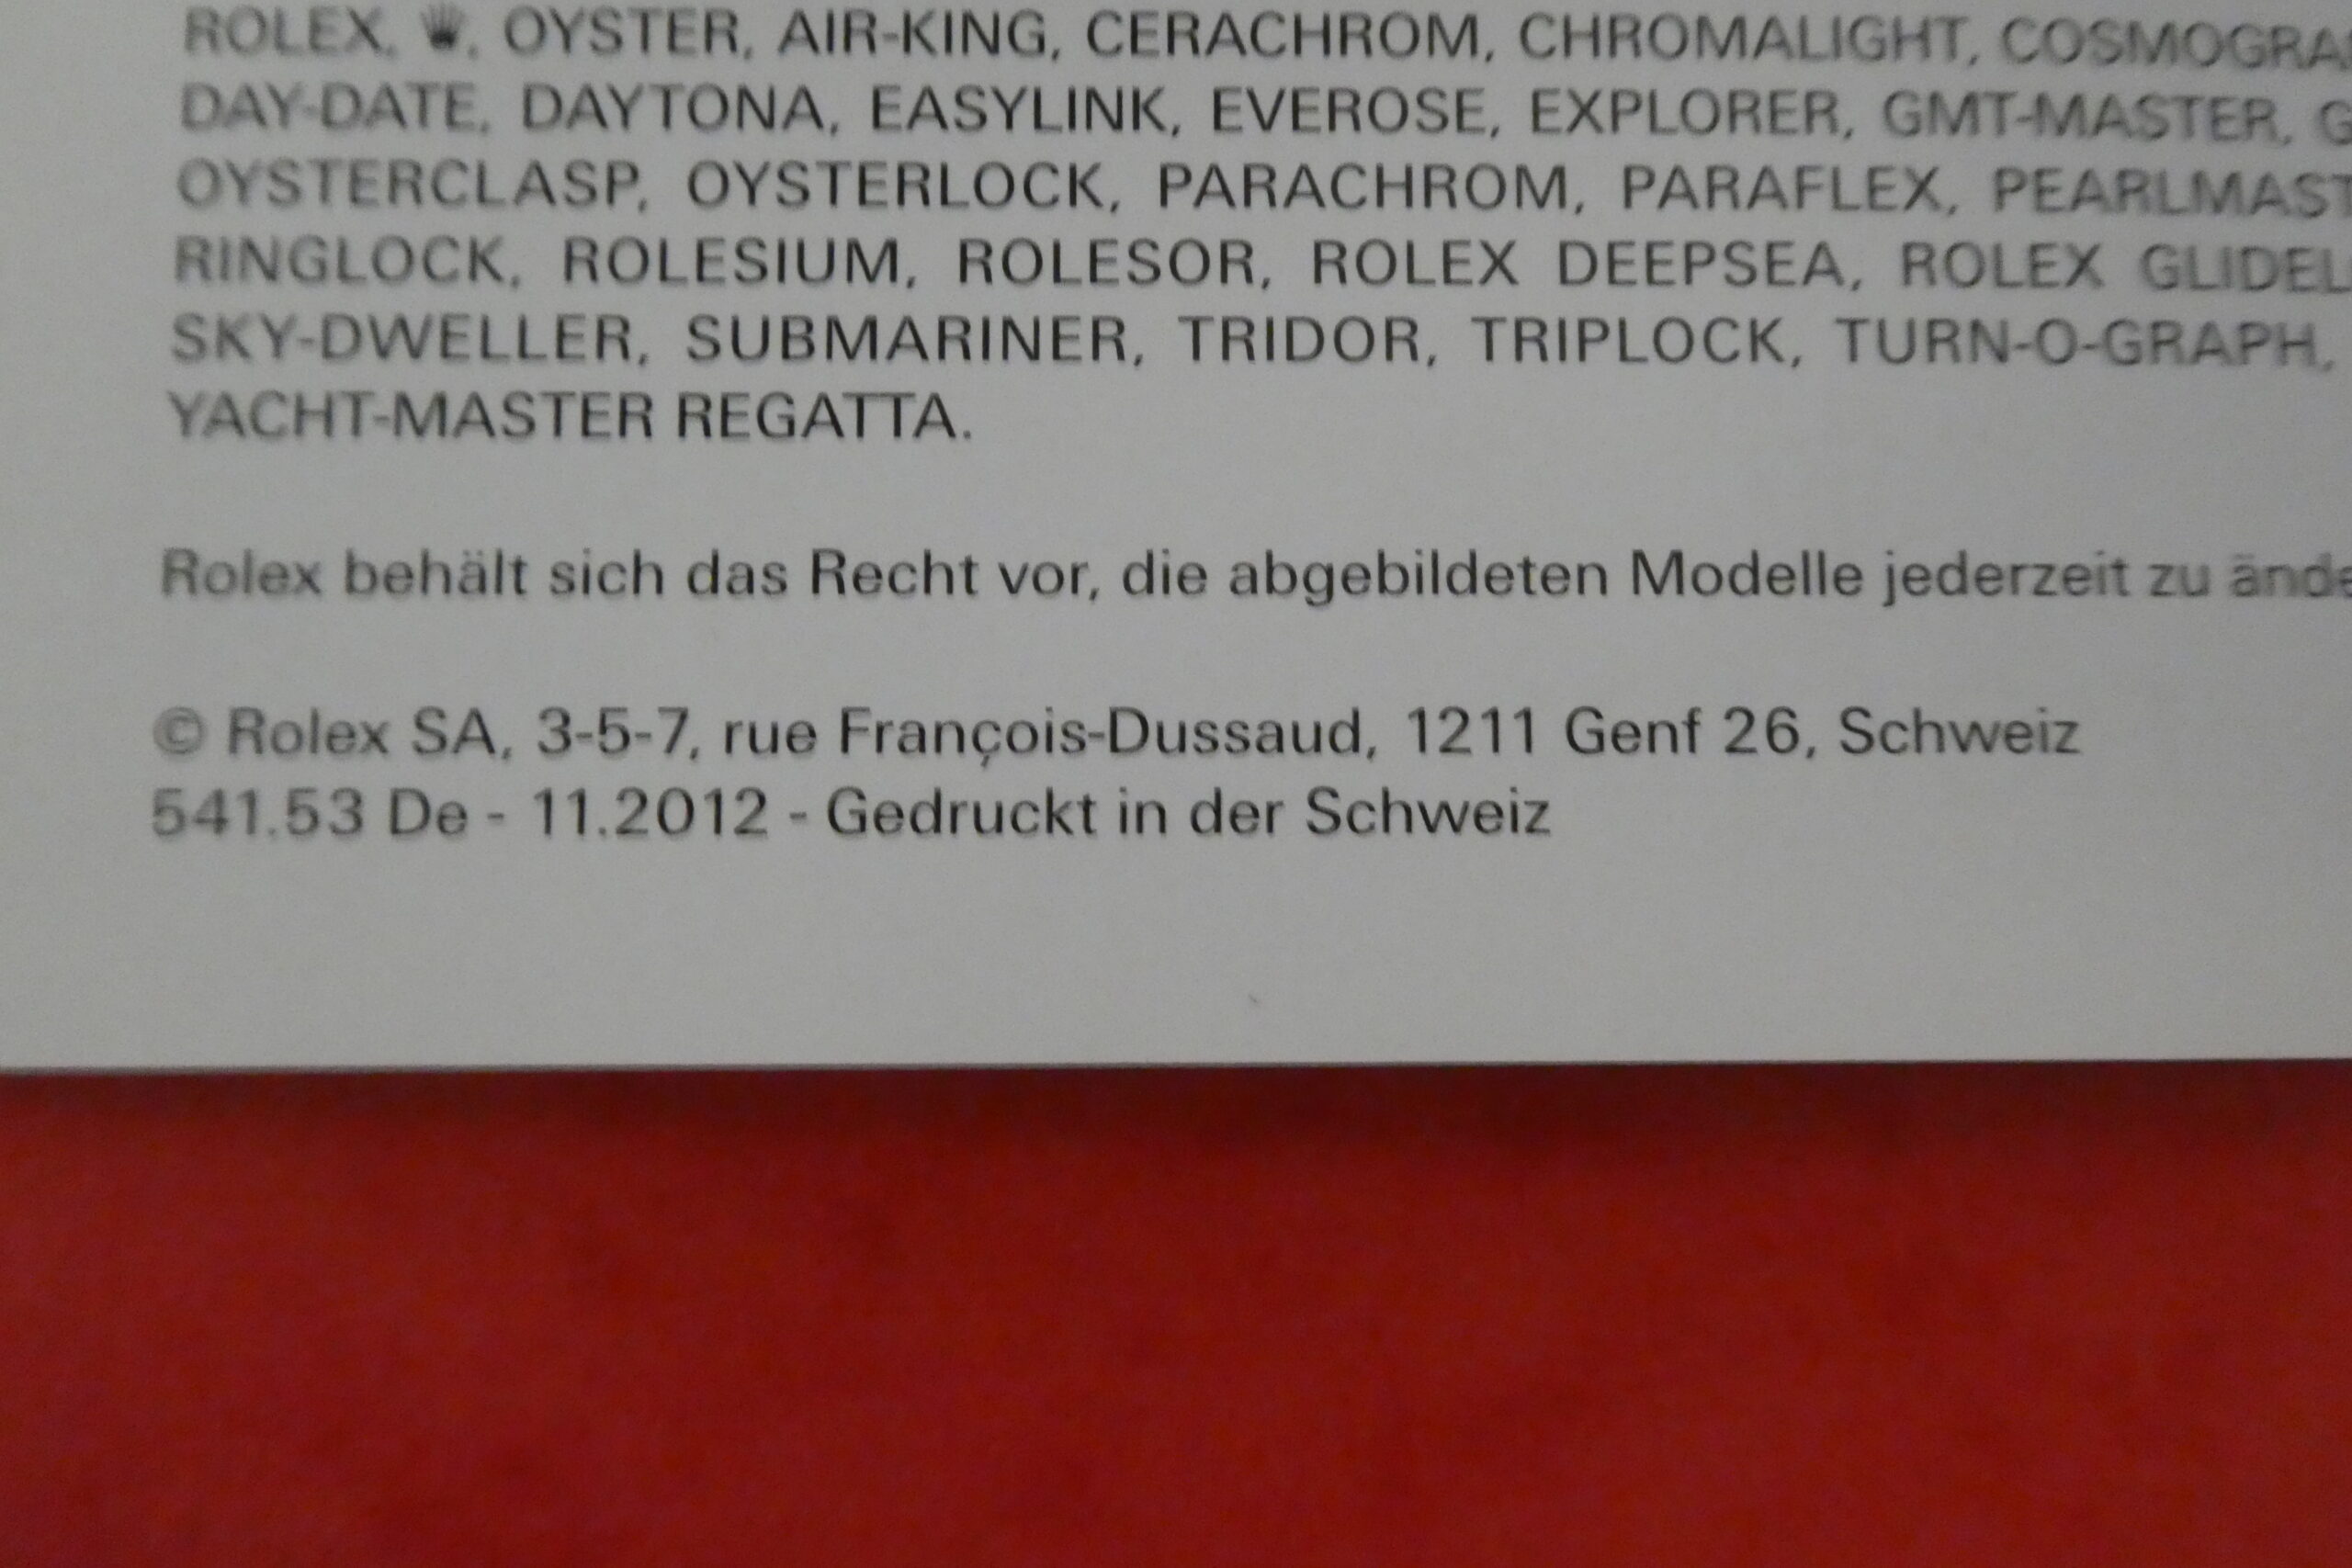 ROLEX, , OYSTER, AIR-KING, CERACHROM, CHROMALIGHT,
DAY-DATE, DAYTONA, EASYLINK, EVEROSE, EXPLORER, GMT-MASTER,
OYSTERCLASP, OYSTERLOCK, PARACHROM, PARAFLEX,
RINGLOCK, ROLESIUM, ROLESOR, ROLEX DEEPSEA, ROLEX
SKY-DWELLER, SUBMARINER, TRIDOR, TRIPLOCK, TURN-O-GRAPH,
YACHT-MASTER REGATTA.
Rolex behält sich das Recht vor, die abgebildeten Modelle jederzeit zu
© Rolex SA, 3-5-7, rue François-Dussaud, 1211 Genf 26, Schweiz
541.53 De - 11.2012 - Gedruckt in der Schweiz